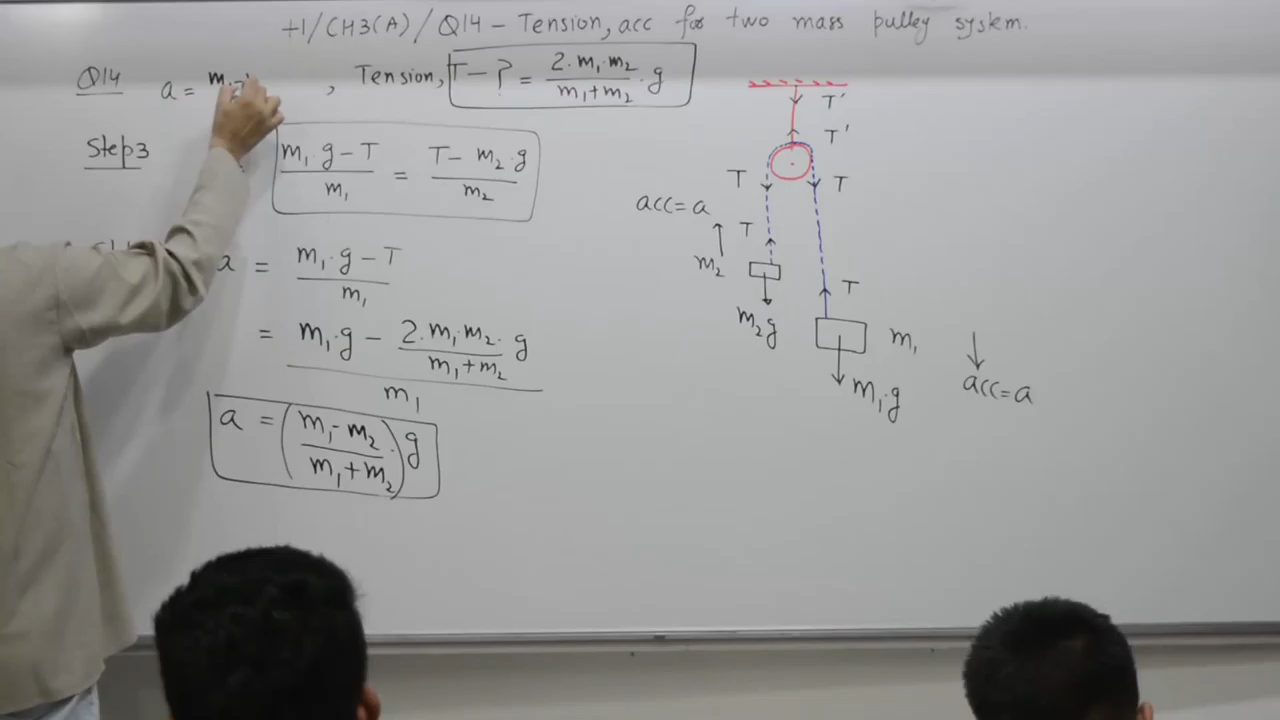 +1/CH3(A)/Q14 - Tension, acc for two mass pulley system.
Q14 a = m₁- , Tension, T - ? = 2·m₁·m₂/m₁+m₂ · g
Step3 m₁·g - T/m₁ = T - m₂·g/m₂
a = m₁·g - T/m₁
= m₁·g - 2·m₁·m₂/m₁+m₂ · g/m₁
a = (m₁-m₂/m₁+m₂)·g
T'
T'
T T
acc=a
T
m₂
m₂g
T
m₁
m₁·g
acc=a